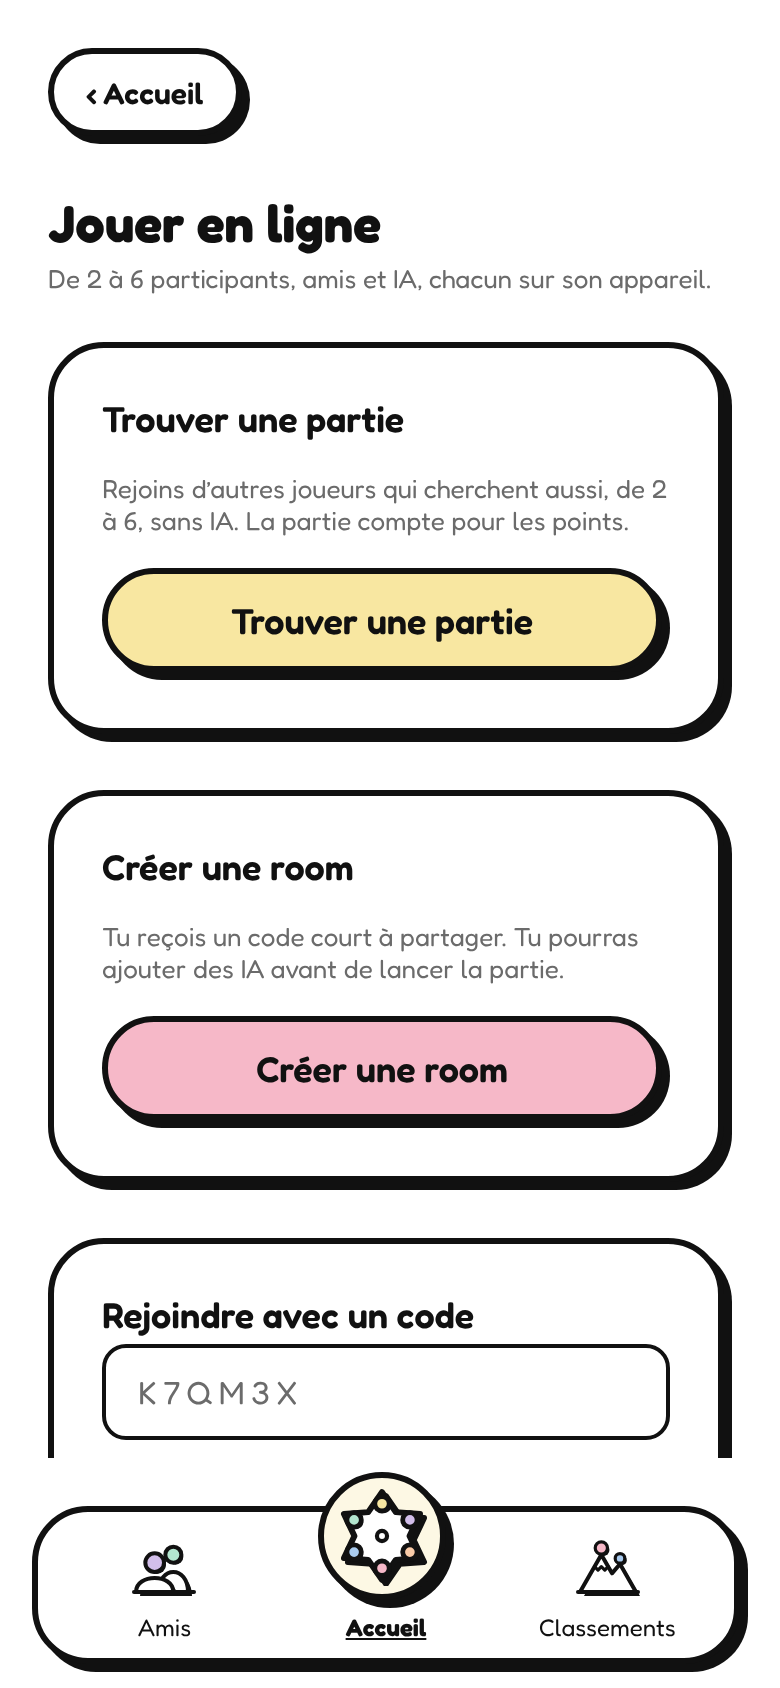 ‹ Accueil
Jouer en ligne
De 2 à 6 participants, amis et IA, chacun sur son appareil.
Trouver une partie
Rejoins d’autres joueurs qui cherchent aussi, de 2
à 6, sans IA. La partie compte pour les points.
Trouver une partie
Créer une room
Tu reçois un code court à partager. Tu pourras
ajouter des IA avant de lancer la partie.
Créer une room
Rejoindre avec un code
K7QM3X
Amis
Accueil
Classements